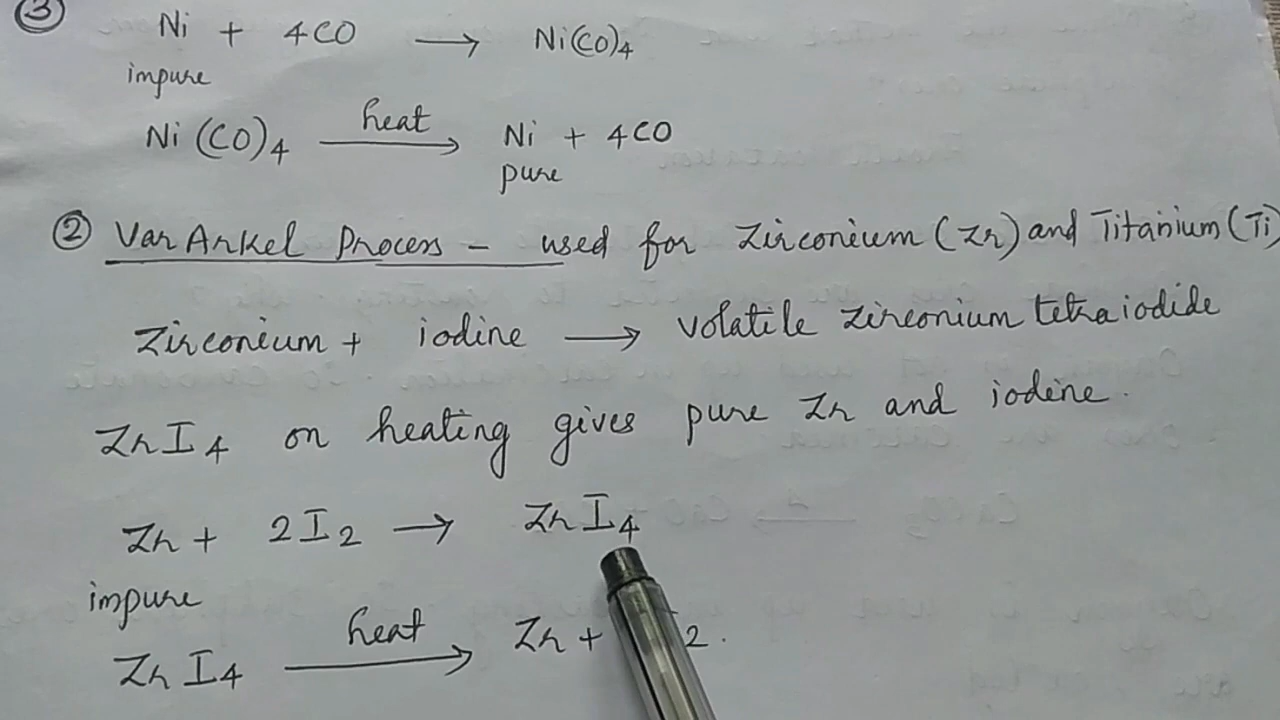 ③
Ni + 4CO → Ni(CO)4
impure
Ni (CO)4 heat → Ni + 4CO
pure
② Van Arkel Process - used for Zirconium (Zr) and Titanium (Ti)
Zirconium + iodine → volatile zirconium tetraiodide
ZrI4 on heating gives pure Zr and iodine.
Zr + 2I2 → ZrI4
impure
ZrI4 heat → Zr + 2.